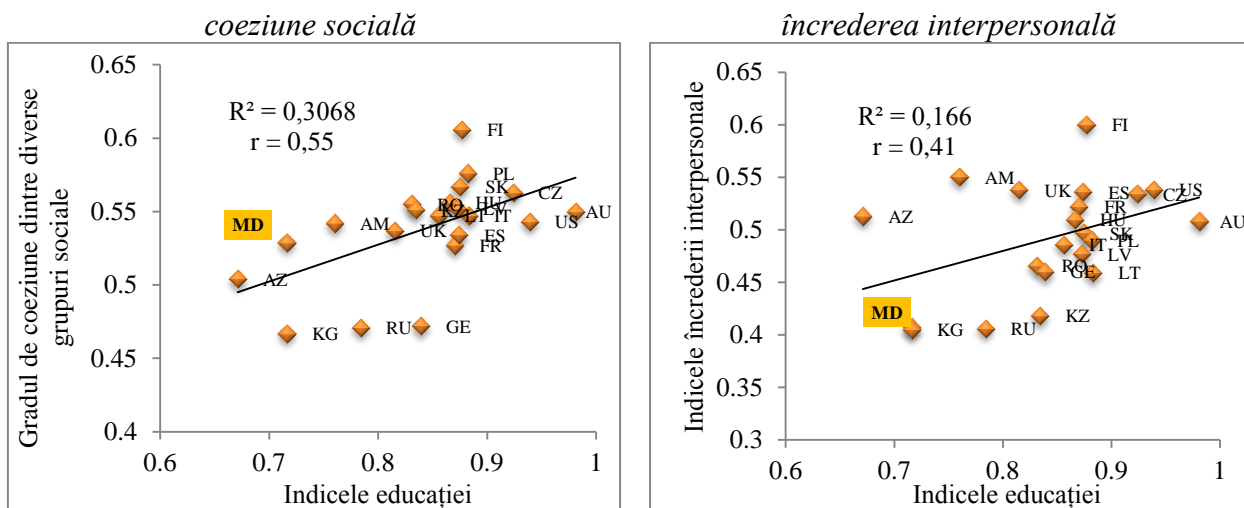 coeziune socială
0.65
0.6
0.55
0.5
0.45
0.4
0.6
0.7
0.8
0.9
1
Gradul de coeziune dintre diverse
grupuri sociale
Indicele educației
R² = 0,3068
r = 0,55
FI
PL
SK
CZ
RO
HU
KZ
LV
LT
IT
AU
US
MD
AM
UK
ES
FR
AZ
KG
RU
GE
încrederea interpersonală
0.65
0.6
0.55
0.5
0.45
0.4
0.35
0.3
0.6
0.7
0.8
0.9
1
Indicele încrederii interpersonale
Indicele educației
R² = 0,166
r = 0,41
FI
AM
UK
ES
CZ
US
AZ
FR
HU
AU
SK
IT
PL
LV
RO
GE
LT
MD
KZ
KG
RU